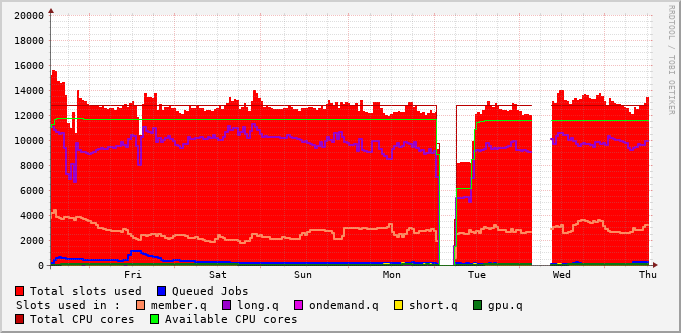 RRDTOOL / TOBI OETIKER
20000
18000
16000
14000
12000
10000
8000
6000
4000
2000
0
Fri Sat Sun Mon Tue Wed Thu
Total slots used Queued Jobs
Slots used in : member.q long.q ondemand.q short.q gpu.q
Total CPU cores Available CPU cores